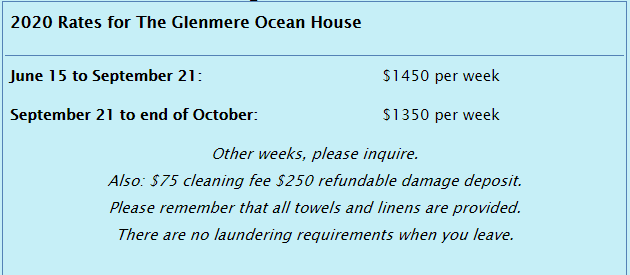 2020 Rates for The Glenmere Ocean House
June 15 to September 21: $1450 per week
September 21 to end of October: $1350 per week
Other weeks, please inquire.
Also: $75 cleaning fee $250 refundable damage deposit.
Please remember that all towels and linens are provided.
There are no laundering requirements when you leave.